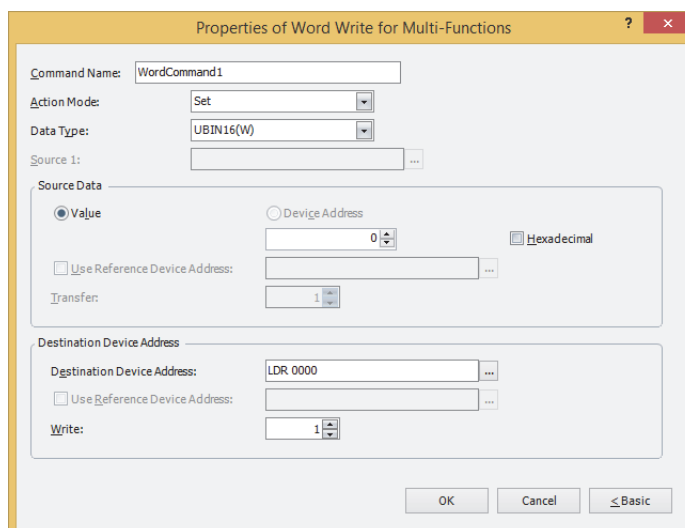 Properties of Word Write for Multi-Functions ? ×
Command Name: WordCommand1
Action Mode: Set
Data Type: UBIN16(W)
Source 1: ...
Source Data
Value Device Address
0 Hexadecimal
Use Reference Device Address: ...
Transfer: 1
Destination Device Address
Destination Device Address: LDR 0000 ...
Use Reference Device Address: ...
Write: 1
OK Cancel < Basic